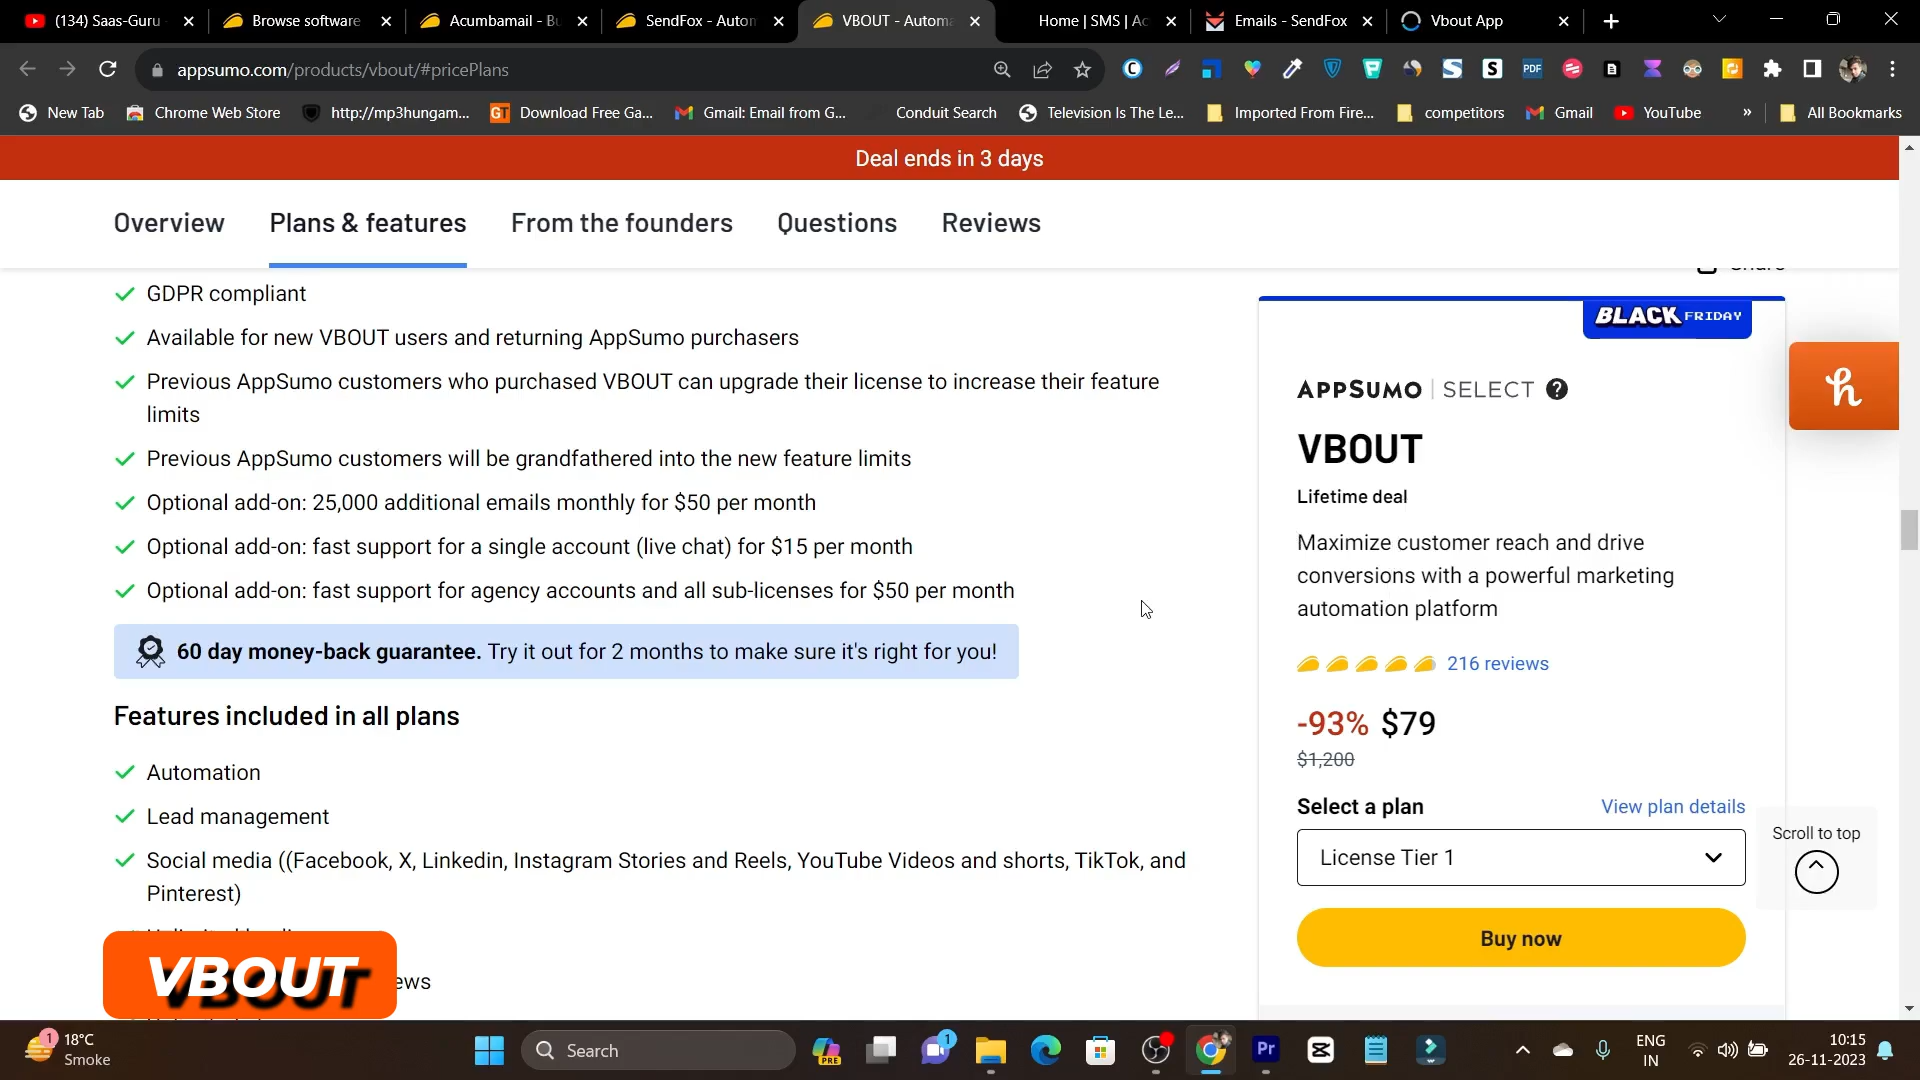 (134) Saas-Guru
Browse software
Acumbamail - Bu
SendFox - Autom
VBOUT - Automa
Home | SMS | Ac
Emails - SendFox
Vbout App
appsumo.com/products/vbout/#pricePlans
New Tab
Chrome Web Store
http://mp3hungam...
GT Download Free Ga...
Gmail: Email from G...
Conduit Search
Television Is The Le...
Imported From Fire...
competitors
Gmail
YouTube
»
All Bookmarks
Deal ends in 3 days
Overview
Plans & features
From the founders
Questions
Reviews
GDPR compliant
Available for new VBOUT users and returning AppSumo purchasers
Previous AppSumo customers who purchased VBOUT can upgrade their license to increase their feature
limits
Previous AppSumo customers will be grandfathered into the new feature limits
Optional add-on: 25,000 additional emails monthly for $50 per month
Optional add-on: fast support for a single account (live chat) for $15 per month
Optional add-on: fast support for agency accounts and all sub-licenses for $50 per month
60 day money-back guarantee. Try it out for 2 months to make sure it's right for you!
Features included in all plans
Automation
Lead management
Social media ((Facebook, X, Linkedin, Instagram Stories and Reels, YouTube Videos and shorts, TikTok, and
Pinterest)
ews
VBOUT
Share
BLACK FRIDAY
APPSUMO | SELECT ?
VBOUT
Lifetime deal
Maximize customer reach and drive
conversions with a powerful marketing
automation platform
216 reviews
-93% $79
$1,200
Select a plan
View plan details
License Tier 1
Buy now
Scroll to top
h
1
18°C
Smoke
Search
PRE
1
Pr
ENG
IN
10:15
26-11-2023